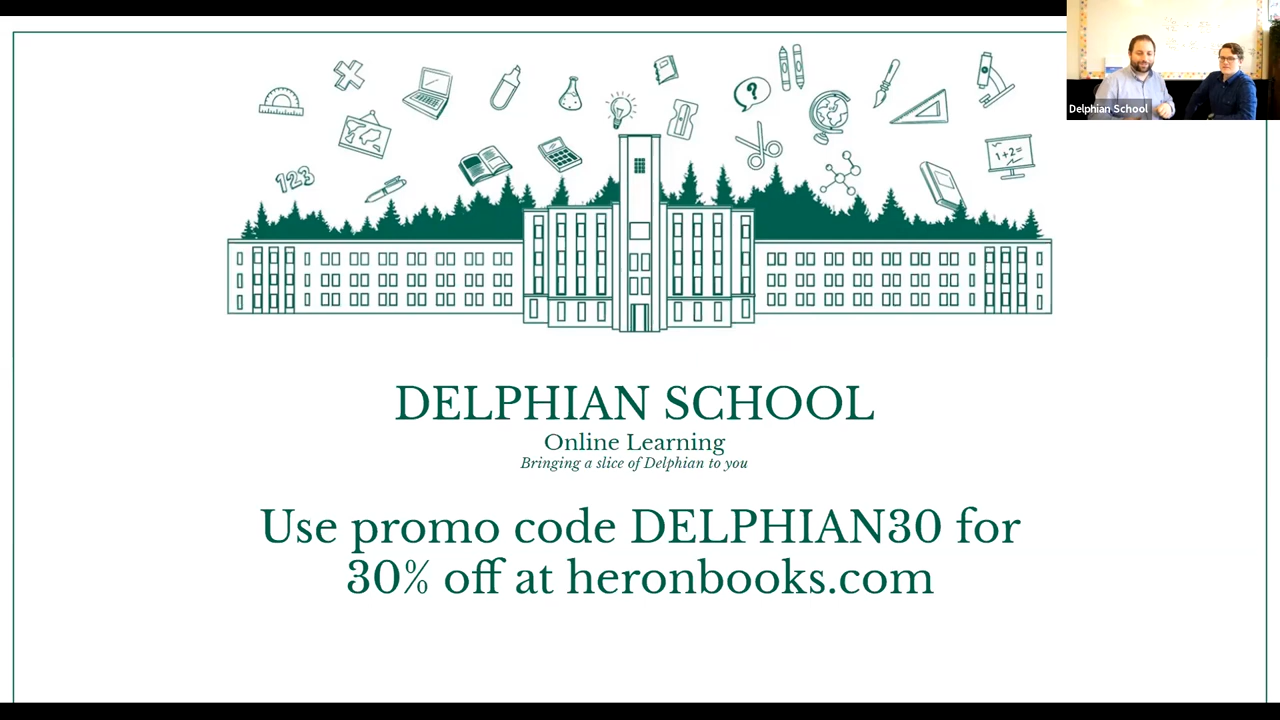 Delphian School
123
?
1+2=
DELPHIAN SCHOOL
Online Learning
Bringing a slice of Delphian to you
Use promo code DELPHIAN30 for
30% off at heronbooks.com